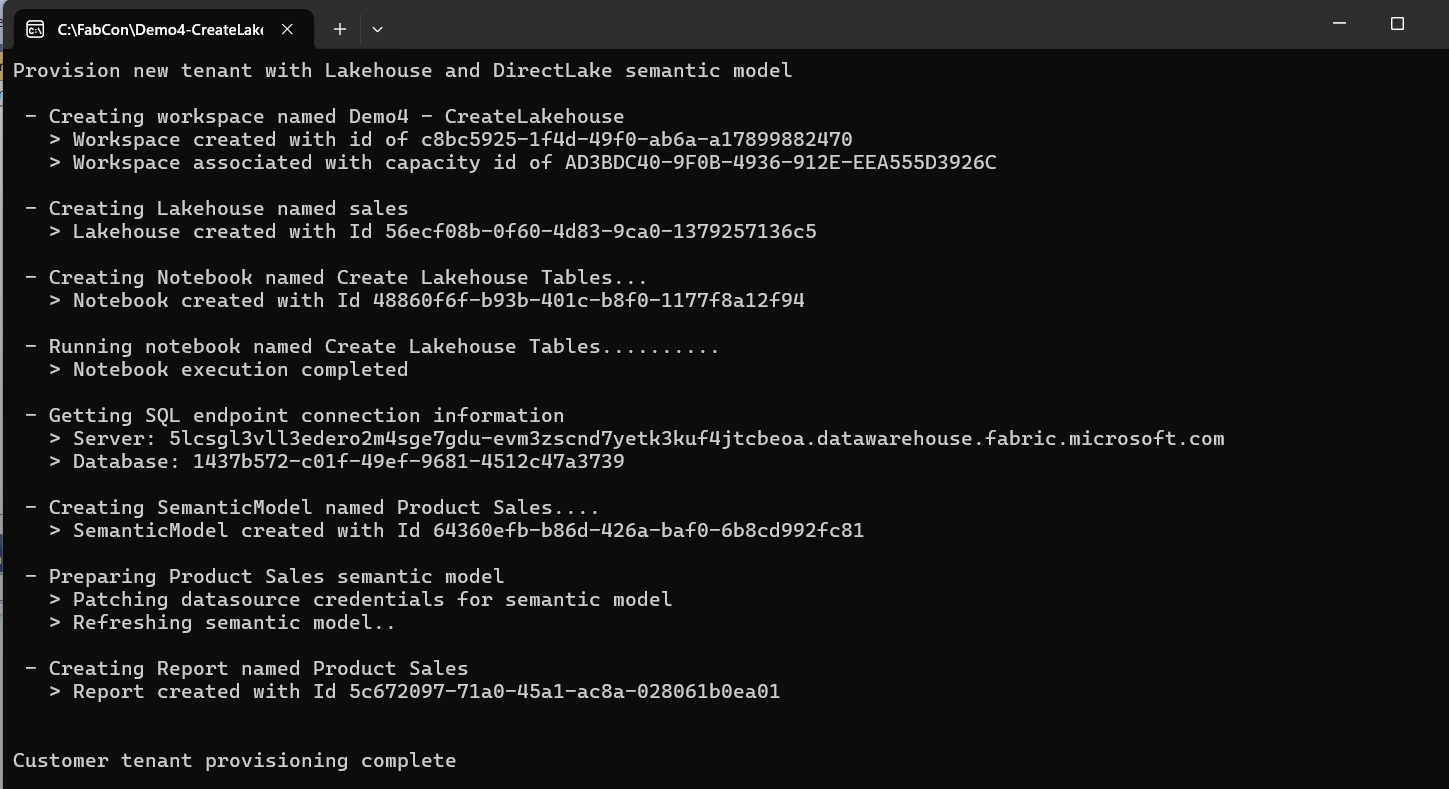 C:\FabCon\Demo4-CreateLake
Provision new tenant with Lakehouse and DirectLake semantic model
- Creating workspace named Demo4 - CreateLakehouse
> Workspace created with id of c8bc5925-1f4d-49f0-ab6a-a17899882470
> Workspace associated with capacity id of AD3BDC40-9F0B-4936-912E-EEA555D3926C
- Creating Lakehouse named sales
> Lakehouse created with Id 56ecf08b-0f60-4d83-9ca0-1379257136c5
- Creating Notebook named Create Lakehouse Tables...
> Notebook created with Id 48860f6f-b93b-401c-b8f0-1177f8a12f94
- Running notebook named Create Lakehouse Tables..........
> Notebook execution completed
- Getting SQL endpoint connection information
> Server: 5lcsgl3vll3edero2m4sge7gdu-evm3zscnd7yetk3kuf4jtcbeoa.datawarehouse.fabric.microsoft.com
> Database: 1437b572-c01f-49ef-9681-4512c47a3739
- Creating SemanticModel named Product Sales....
> SemanticModel created with Id 64360efb-b86d-426a-baf0-6b8cd992fc81
- Preparing Product Sales semantic model
> Patching datasource credentials for semantic model
> Refreshing semantic model..
- Creating Report named Product Sales
> Report created with Id 5c672097-71a0-45a1-ac8a-028061b0ea01
Customer tenant provisioning complete